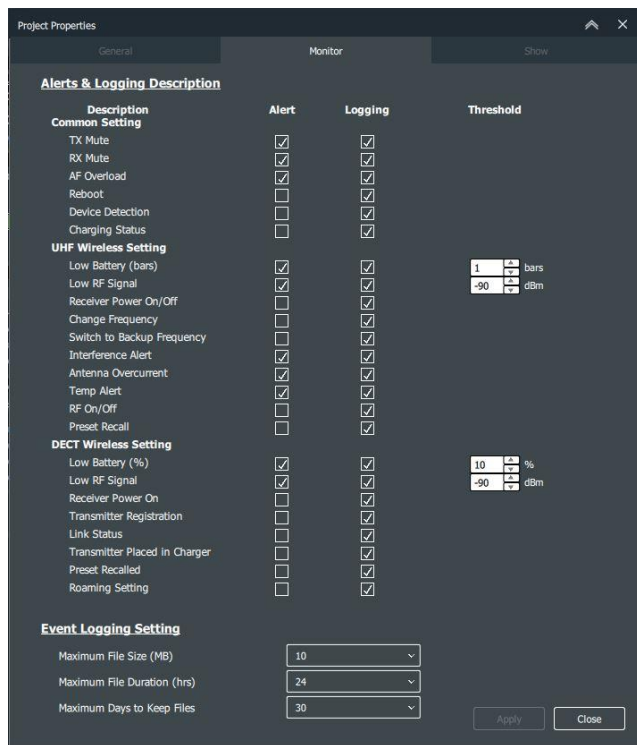 Project Properties
General Monitor Show
Alerts & Logging Description
Description Alert Logging Threshold
Common Setting
TX Mute
RX Mute
AF Overload
Reboot
Device Detection
Charging Status
UHF Wireless Setting
Low Battery (bars) 1 bars
Low RF Signal -90 dBm
Receiver Power On/Off
Change Frequency
Switch to Backup Frequency
Interference Alert
Antenna Overcurrent
Temp Alert
RF On/Off
Preset Recall
DECT Wireless Setting
Low Battery (%) 10 %
Low RF Signal -90 dBm
Receiver Power On
Transmitter Registration
Link Status
Transmitter Placed in Charger
Preset Recalled
Roaming Setting
Event Logging Setting
Maximum File Size (MB) 10
Maximum File Duration (hrs) 24
Maximum Days to Keep Files 30
Apply Close